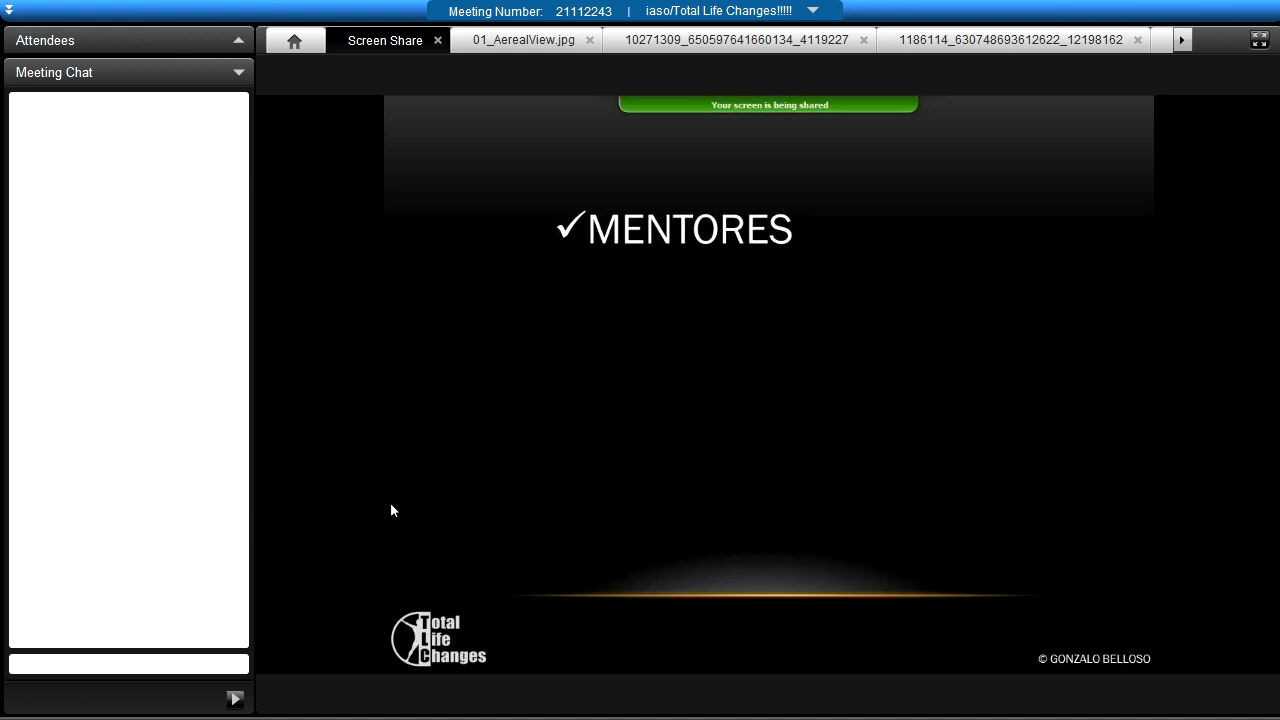 Meeting Number: 21112243 | iaso/Total Life Changes!!!!!
Attendees
Screen Share
01_AerealView.jpg
10271309_650597641660134_4119227
1186114_630748693612622_12198162
Meeting Chat
Your screen is being shared
✓MENTORES
Total
Life
Changes
© GONZALO BELLOSO